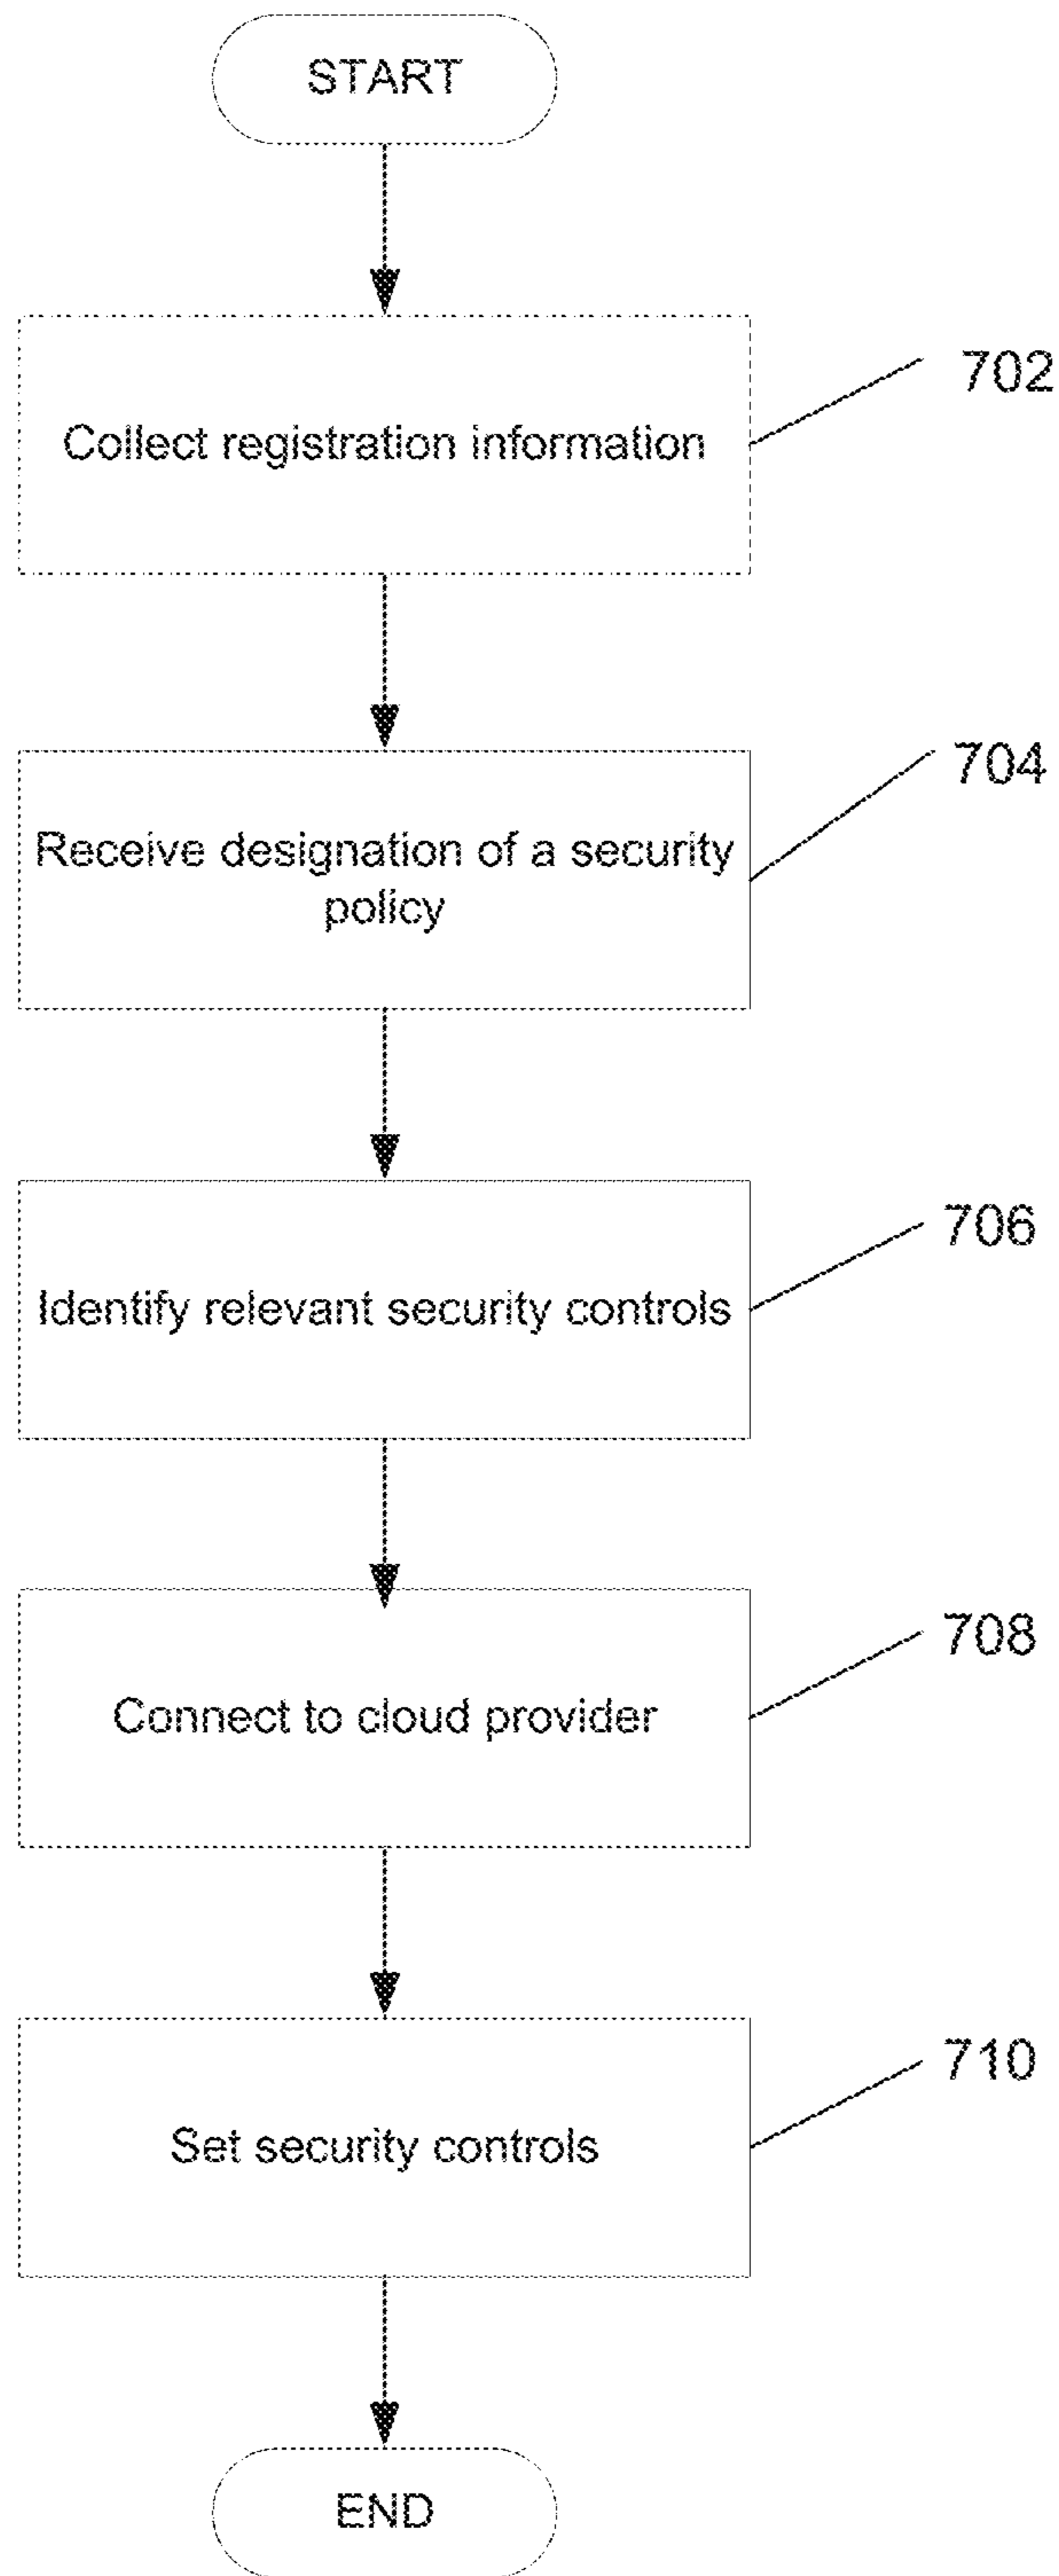 START
Collect registration information
702
Receive designation of a security
policy
704
Identify relevant security controls
706
Connect to cloud provider
708
Set security controls
710
END